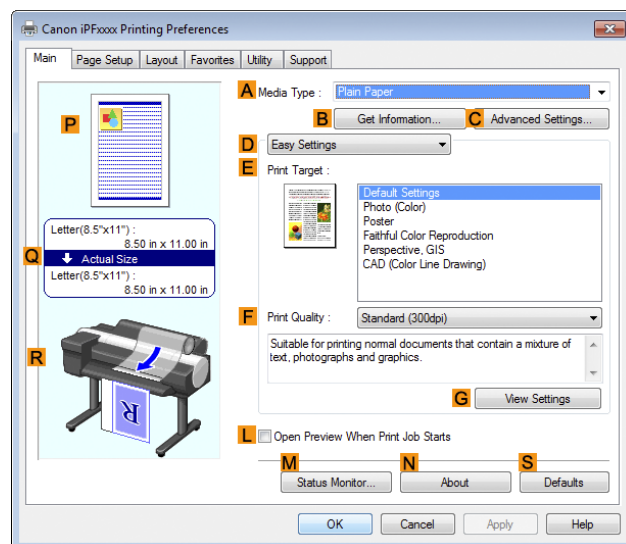 Canon iPFxxxx Printing Preferences
Main Page Setup Layout Favorites Utility Support
A Media Type : Plain Paper
B Get Information... C Advanced Settings...
D Easy Settings
E Print Target :
Default Settings
Photo (Color)
Poster
Faithful Color Reproduction
Perspective, GIS
CAD (Color Line Drawing)
F Print Quality : Standard (300dpi)
Suitable for printing normal documents that contain a mixture of
text, photographs and graphics.
G View Settings
L Open Preview When Print Job Starts
M Status Monitor... N About S Defaults
P
Letter(8.5"x11") :
8.50 in x 11.00 in
Q Actual Size
Letter(8.5"x11") :
8.50 in x 11.00 in
R
R
OK Cancel Apply Help